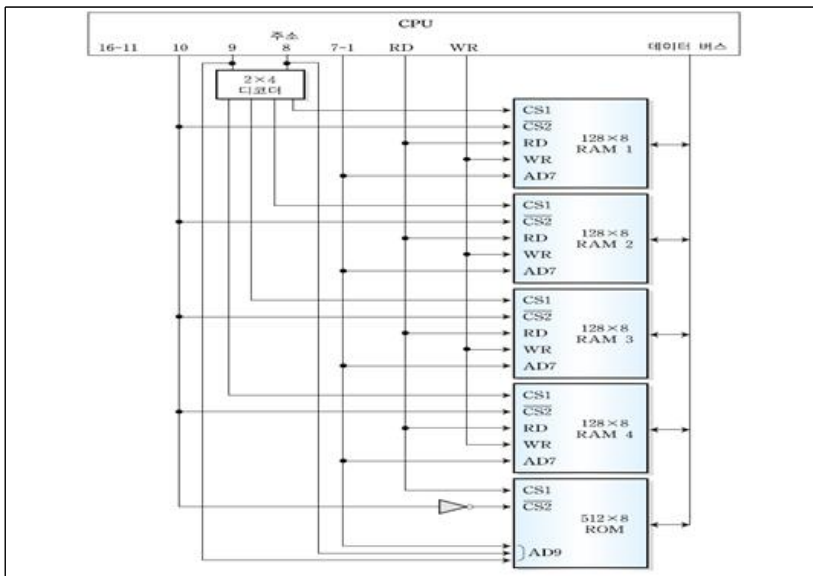 CPU
주소
16-11 10 9 8 7-1 RD WR 데이터 버스
2×4
디코더
CS1
CS2
RD
WR
AD7
128×8
RAM 1
CS1
CS2
RD
WR
AD7
128×8
RAM 2
CS1
CS2
RD
WR
AD7
128×8
RAM 3
CS1
CS2
RD
WR
AD7
128×8
RAM 4
CS1
CS2
AD9
512×8
ROM